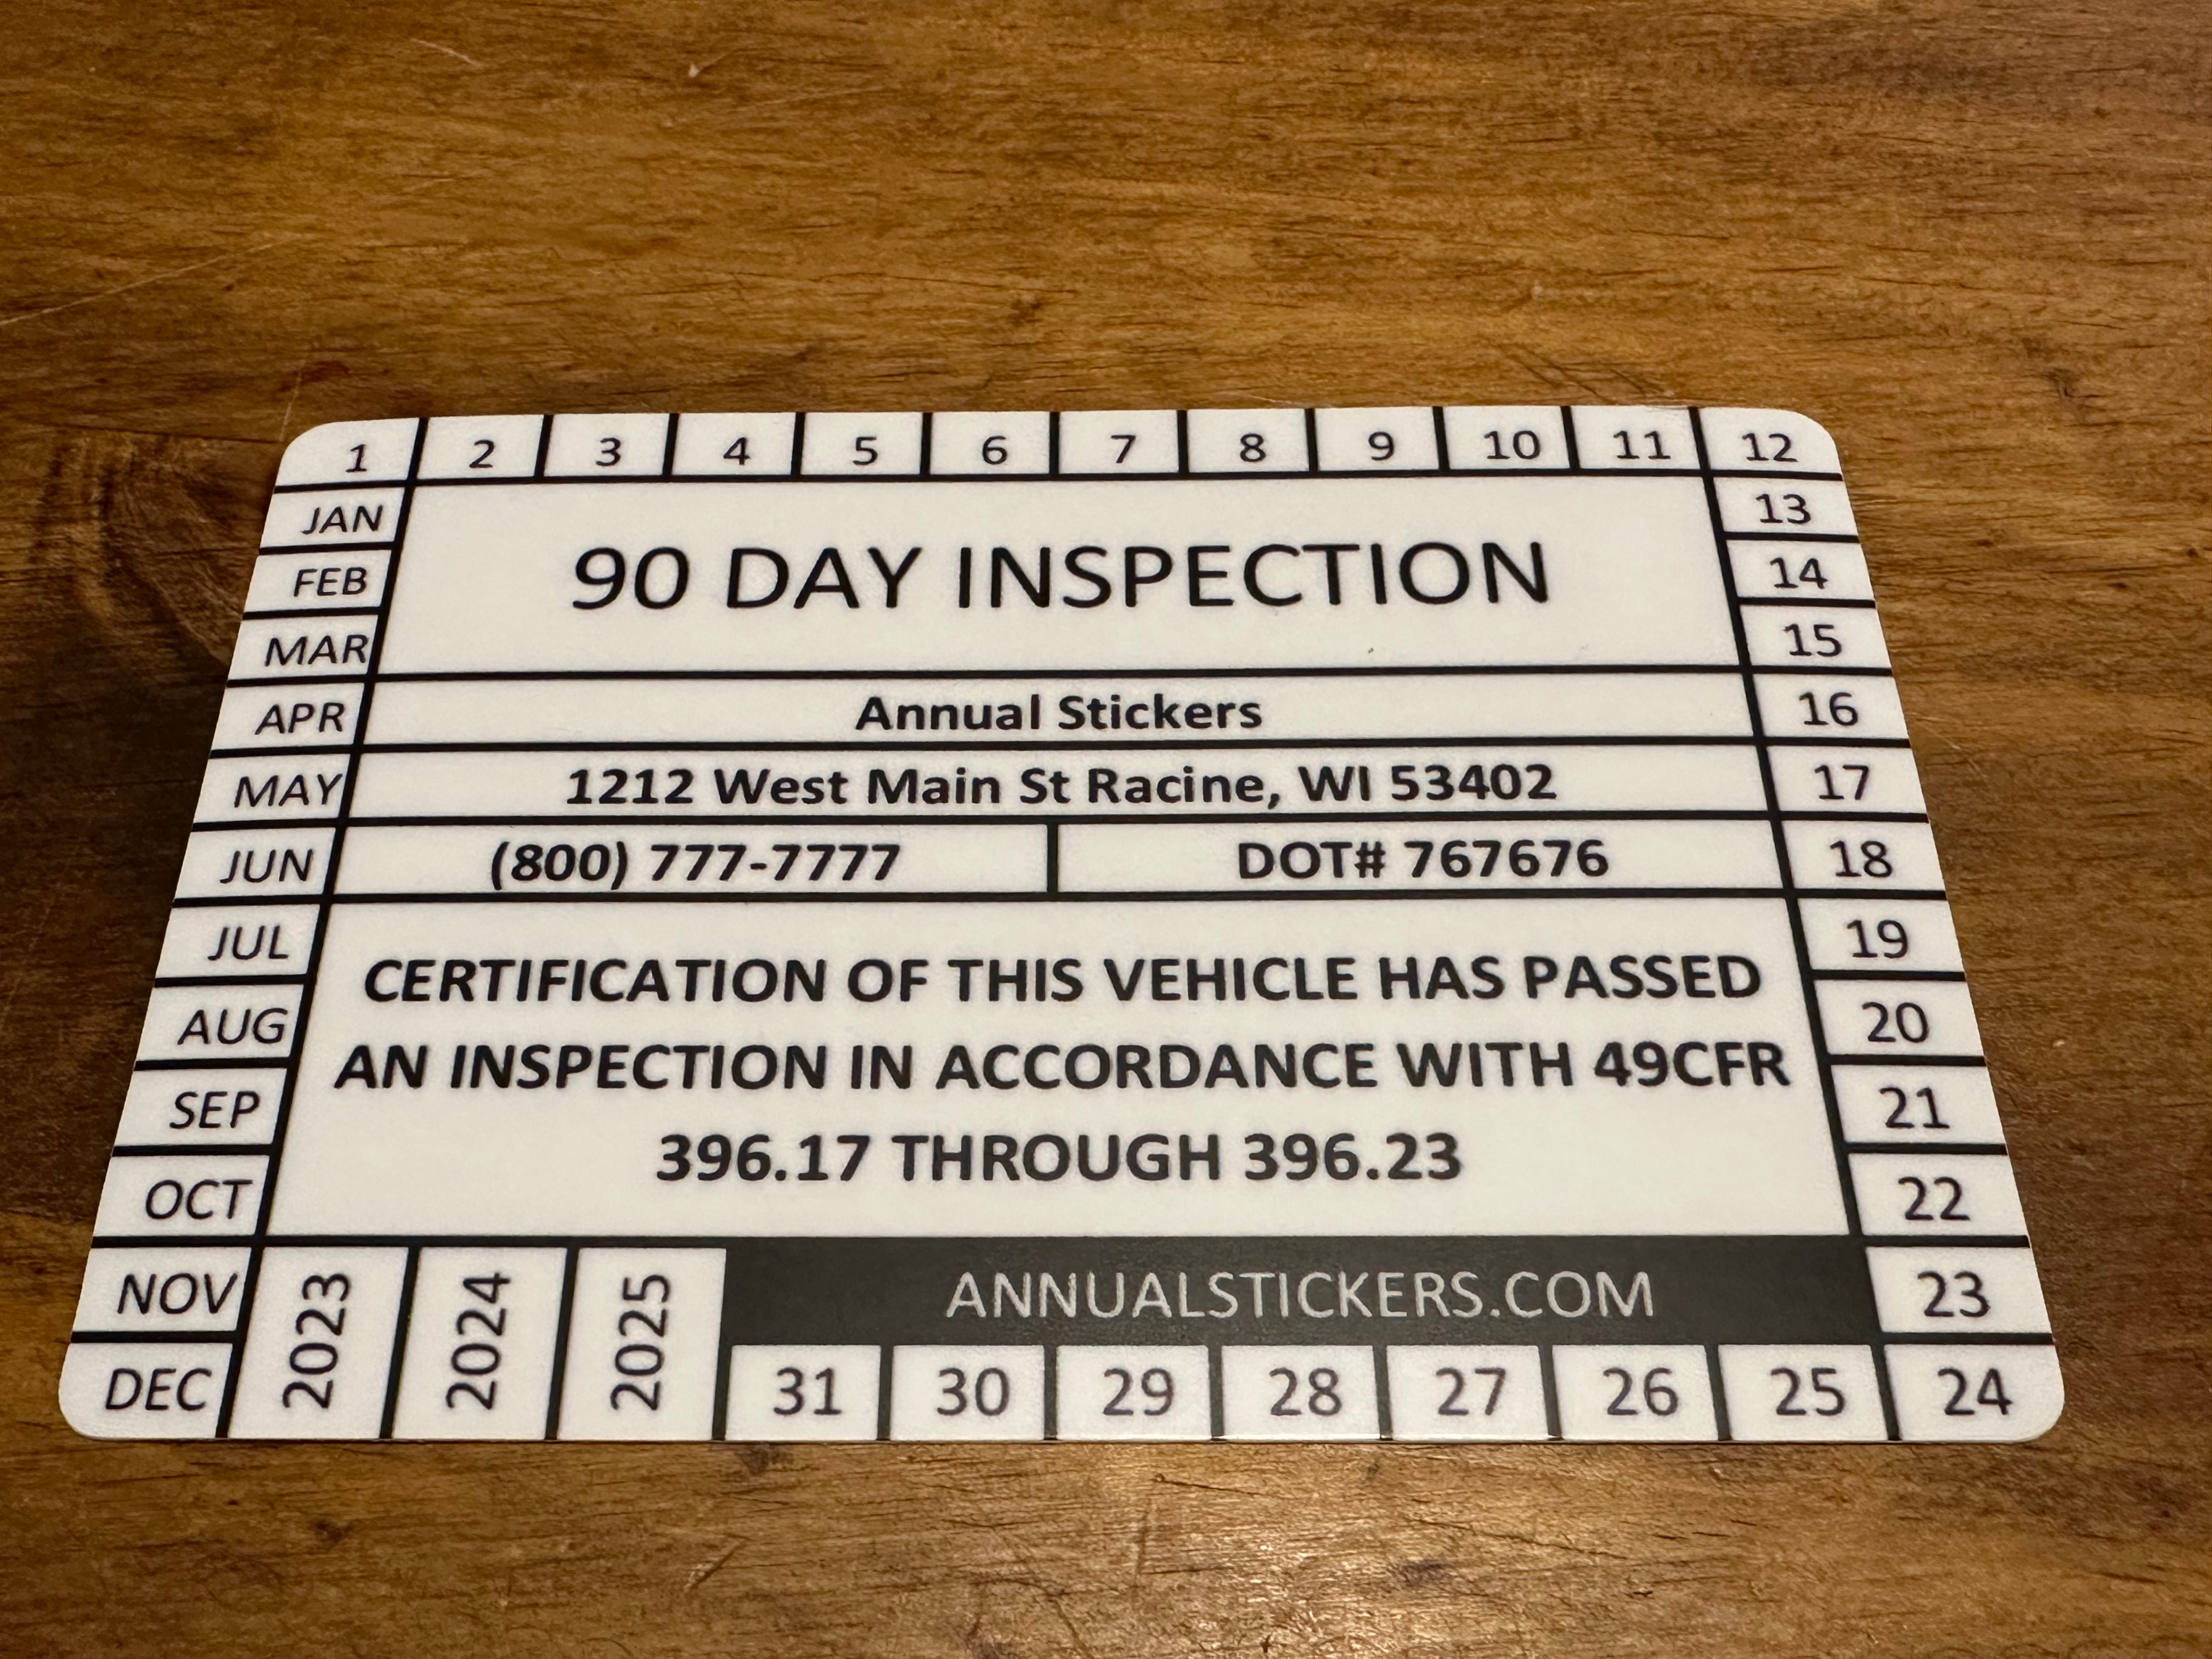 1 2 3 4 5 6 7 8 9 10 11 12
JAN
FEB
MAR
APR
MAY
JUN
JUL
AUG
SEP
OCT
NOV
DEC
90 DAY INSPECTION
Annual Stickers
1212 West Main St Racine, WI 53402
(800) 777-7777 DOT# 767676
CERTIFICATION OF THIS VEHICLE HAS PASSED
AN INSPECTION IN ACCORDANCE WITH 49CFR
396.17 THROUGH 396.23
13
14
15
16
17
18
19
20
21
22
23
2023 2024 2025
ANNUALSTICKERS.COM
31 30 29 28 27 26 25 24